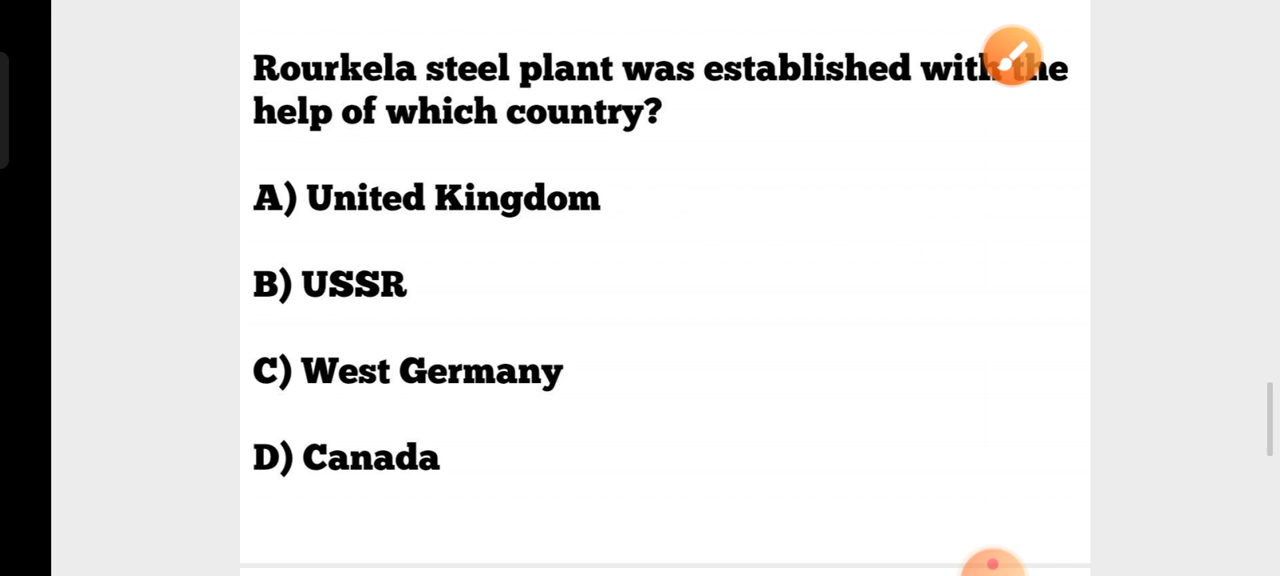 Rourkela steel plant was established with the
help of which country?
A) United Kingdom
B) USSR
C) West Germany
D) Canada